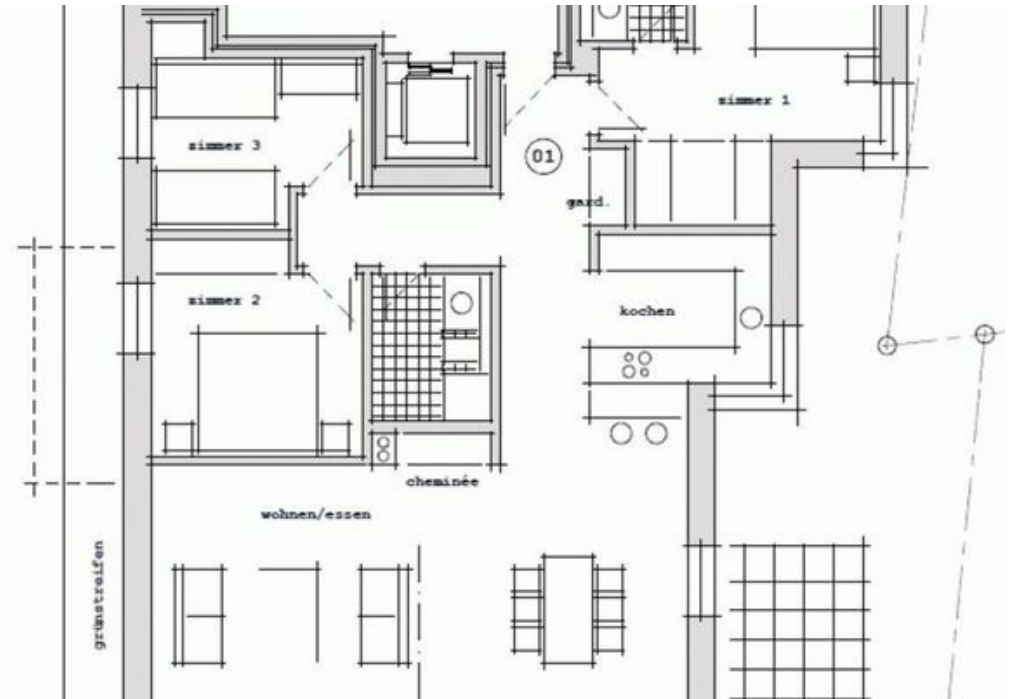 zimmer 1
zimmer 3
01
gard.
zimmer 2
kochen
cheminée
wohnen/essen
grünstreifen